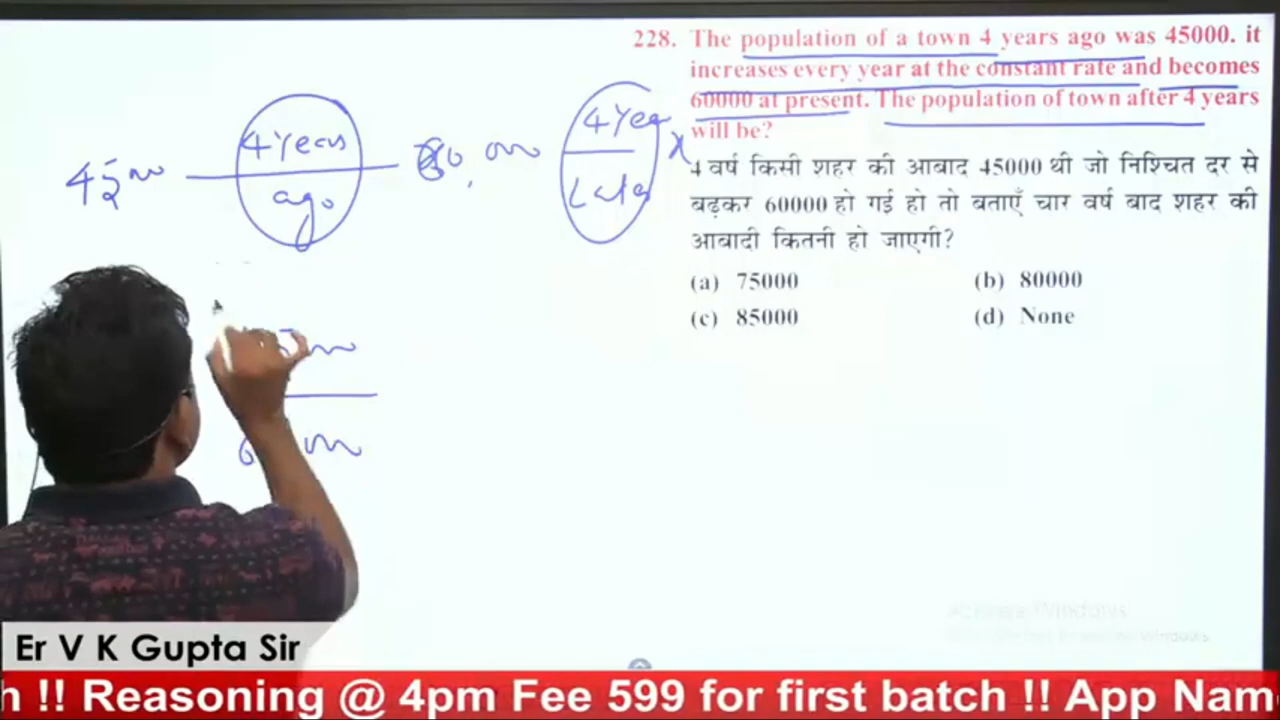 228. The population of a town 4 years ago was 45000. it
increases every year at the constant rate and becomes
60000 at present. The population of town after 4 years
will be?
4 वर्ष किसी शहर की आबाद 45000 थी जो निश्चित दर से
बढ़कर 60000 हो गई हो तो बताएँ चार वर्ष बाद शहर की
आबादी कितनी हो जाएगी?
(a) 75000 (b) 80000
(c) 85000 (d) None
4 Years
ago
4 Year
Later
x
45
Activate Windows
Er V K Gupta Sir
h !! Reasoning @ 4pm Fee 599 for first batch !! App Nam